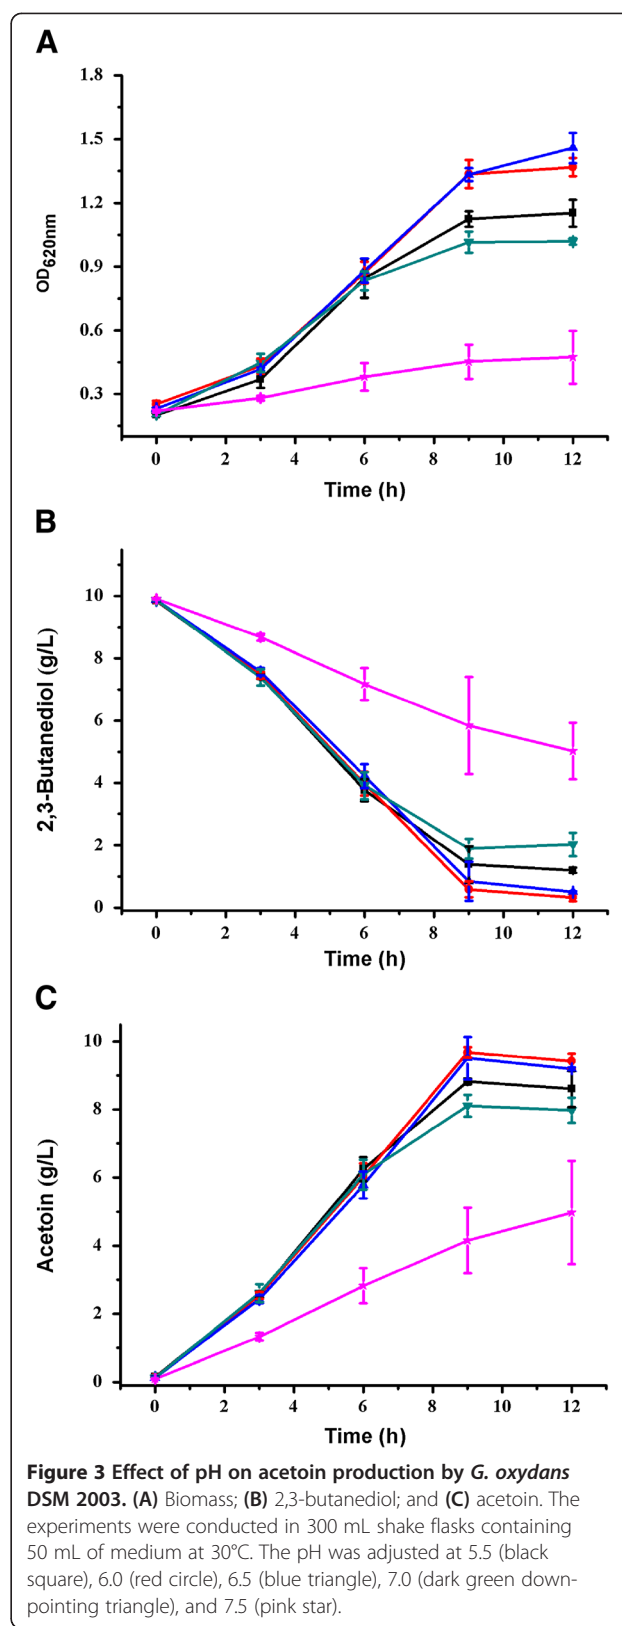 A
1.8
1.5
1.2
0.9
0.6
0.3
OD620nm
0 2 4 6 8 10 12
Time (h)
B
10
8
6
4
2
0
2,3-Butanediol (g/L)
0 2 4 6 8 10 12
Time (h)
C
10
8
6
4
2
0
Acetoin (g/L)
0 2 4 6 8 10 12
Time (h)
Figure 3 Effect of pH on acetoin production by G. oxydans
DSM 2003. (A) Biomass; (B) 2,3-butanediol; and (C) acetoin. The
experiments were conducted in 300 mL shake flasks containing
50 mL of medium at 30°C. The pH was adjusted at 5.5 (black
square), 6.0 (red circle), 6.5 (blue triangle), 7.0 (dark green down-
pointing triangle), and 7.5 (pink star).